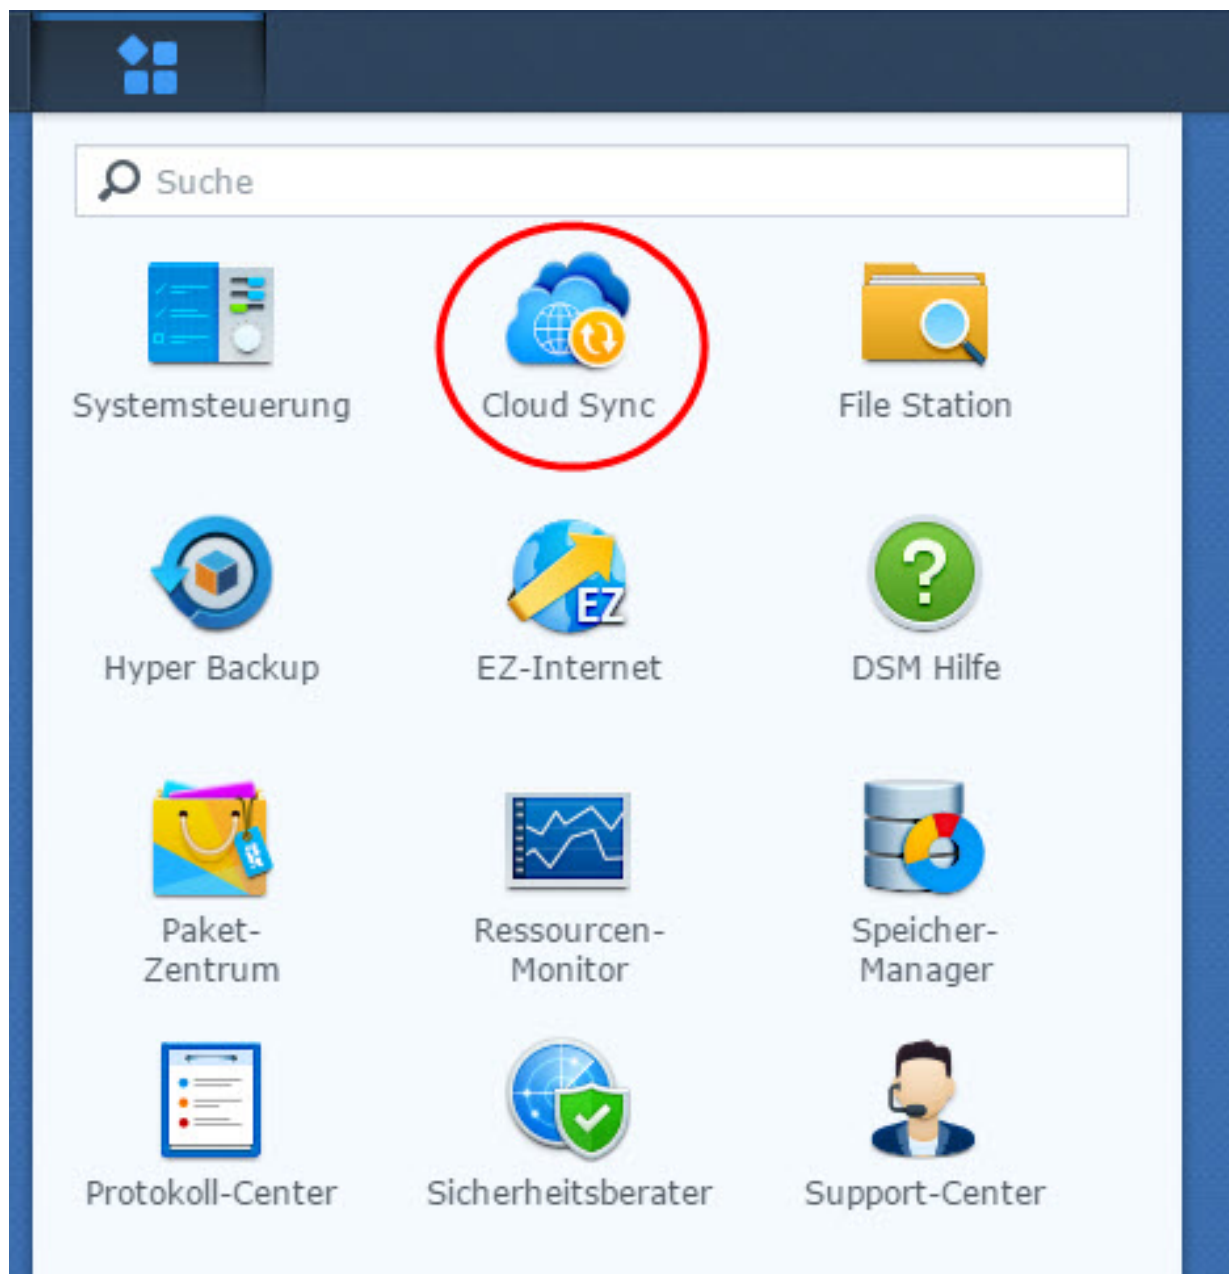 Suche
Systemsteuerung
Cloud Sync
File Station
Hyper Backup
EZ
EZ-Internet
DSM Hilfe
Paket-
Zentrum
Ressourcen-
Monitor
Speicher-
Manager
Protokoll-Center
Sicherheitsberater
Support-Center